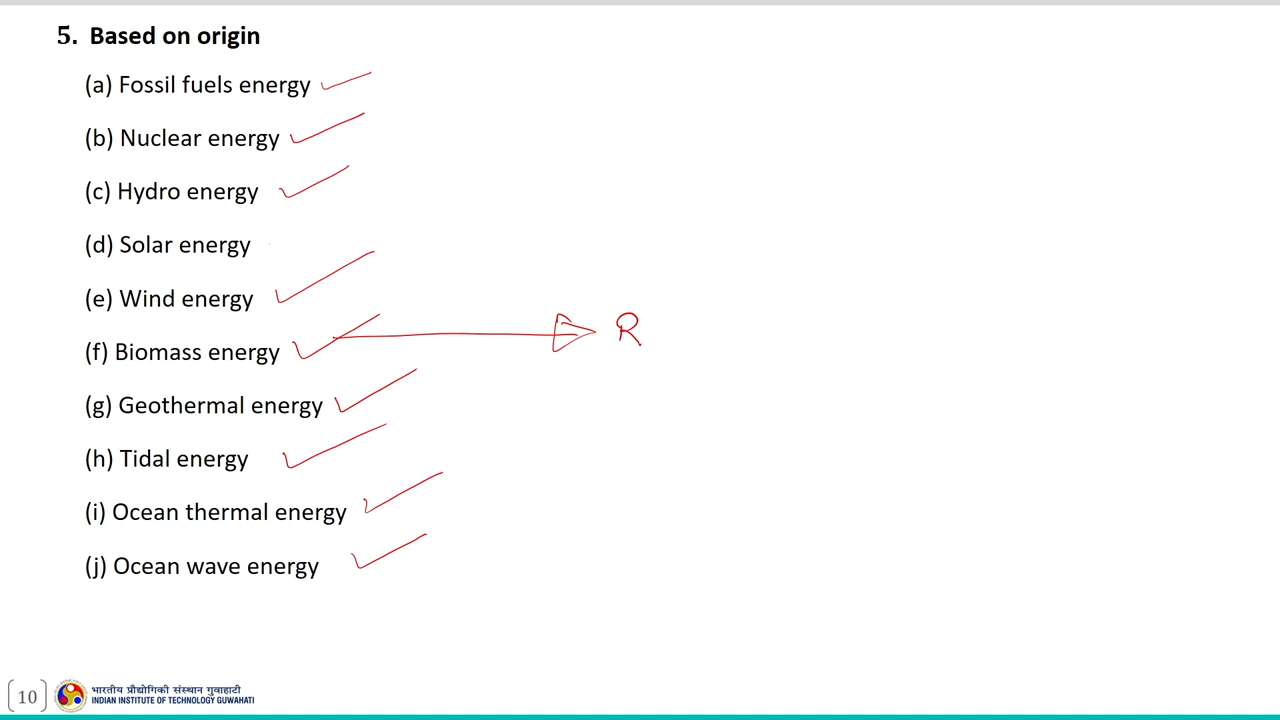 5. Based on origin
(a) Fossil fuels energy
(b) Nuclear energy
(c) Hydro energy
(d) Solar energy
(e) Wind energy
(f) Biomass energy
R
(g) Geothermal energy
(h) Tidal energy
(i) Ocean thermal energy
(j) Ocean wave energy
10
भारतीय प्रौद्योगिकी संस्थान गुवाहाटी
INDIAN INSTITUTE OF TECHNOLOGY GUWAHATI